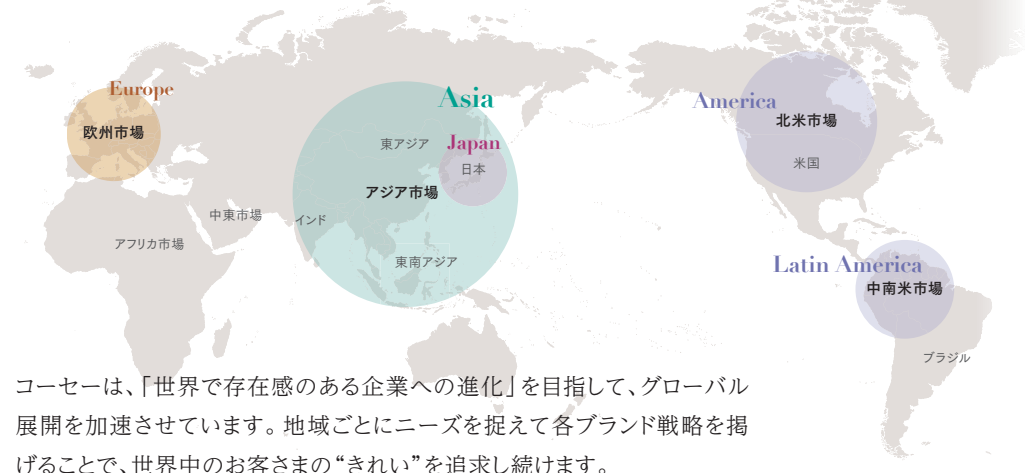 Europe
欧州市場
Asia
東アジア
Japan
日本
アジア市場
America
北米市場
米国
中東市場
インド
アフリカ市場
東南アジア
Latin America
中南米市場
ブラジル
コーセーは、「世界で存在感のある企業への進化」を目指して、グローバル
展開を加速させています。地域ごとにニーズを捉えて各ブランド戦略を掲
げることで、世界中のお客さまの“きれい”を追求し続けます。